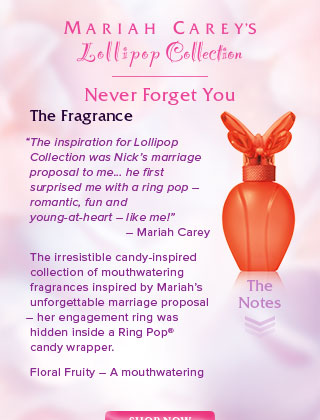 MARIAH CAREY'S
Lollipop Collection
Never Forget You
The Fragrance
“The inspiration for Lollipop
Collection was Nick’s marriage
proposal to me... he first
surprised me with a ring pop –
romantic, fun and
young-at-heart – like me!”
– Mariah Carey
The irresistible candy-inspired
collection of mouthwatering
fragrances inspired by Mariah’s
unforgettable marriage proposal
– her engagement ring was
hidden inside a Ring Pop®
candy wrapper.
The
Notes
Floral Fruity – A mouthwatering
SHOP NOW